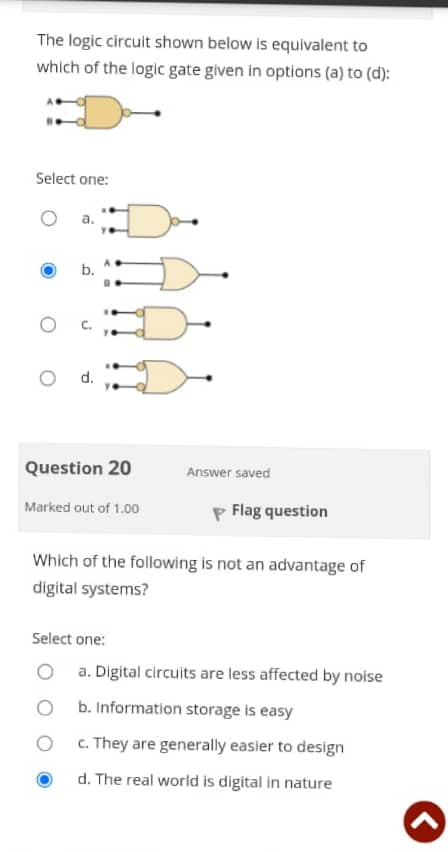 The logic circuit shown below is equivalent to
which of the logic gate given in options (a) to (d):
A
B
Select one:
a.
Y
b.
A
B
c.
Y
d.
Y
Question 20
Answer saved
Marked out of 1.00
Flag question
Which of the following is not an advantage of
digital systems?
Select one:
a. Digital circuits are less affected by noise
b. Information storage is easy
c. They are generally easier to design
d. The real world is digital in nature